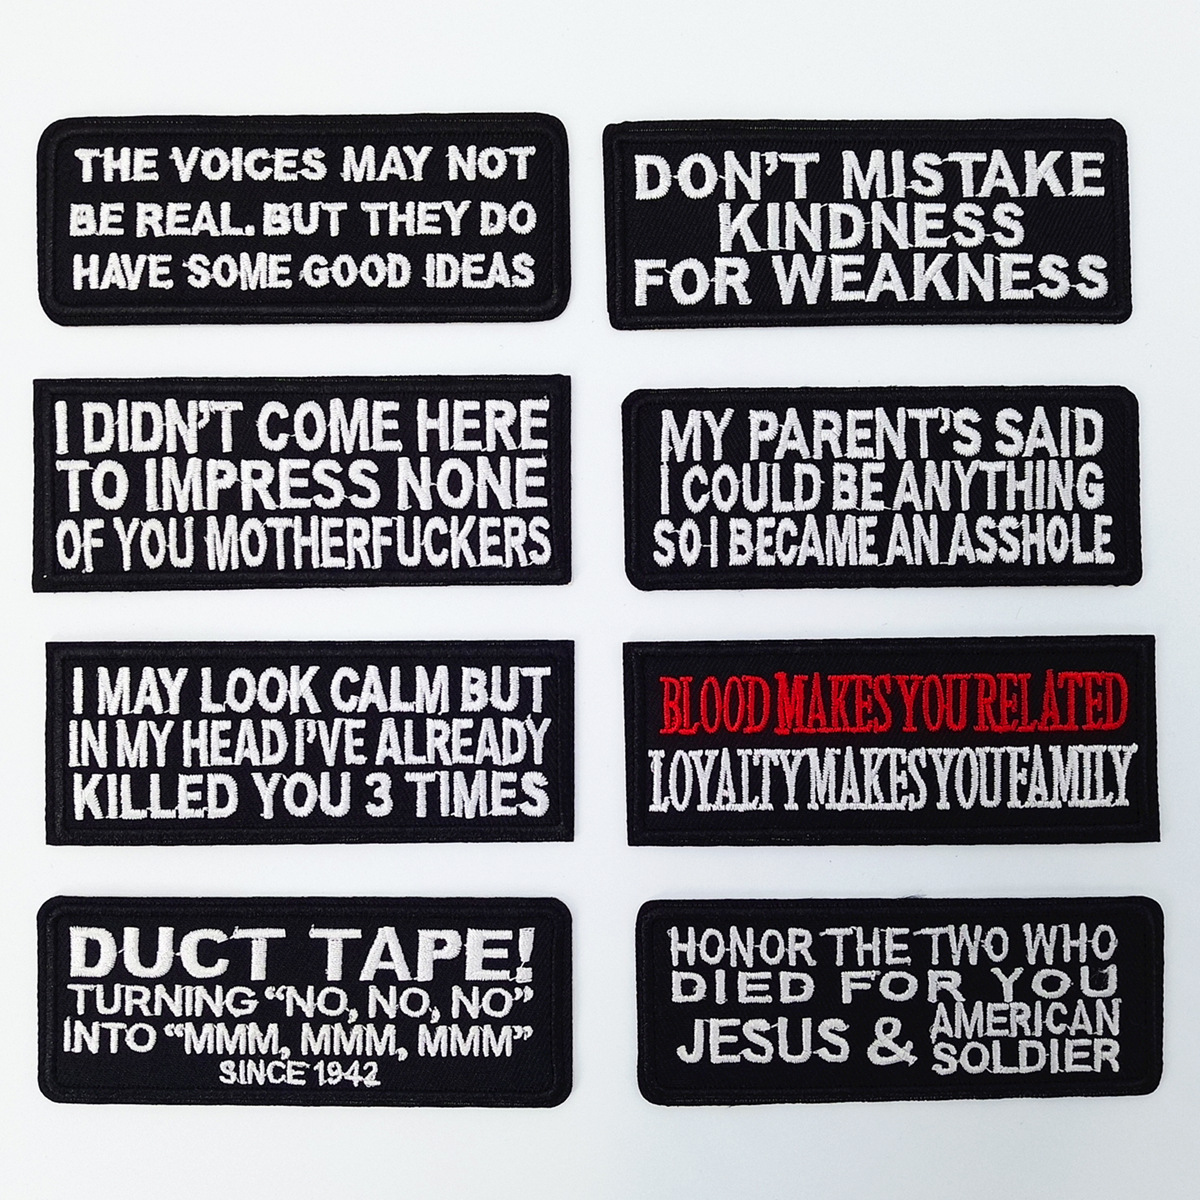 THE VOICES MAY NOT
BE REAL. BUT THEY DO
HAVE SOME GOOD IDEAS
DON'T MISTAKE
KINDNESS
FOR WEAKNESS
I DIDN'T COME HERE
TO IMPRESS NONE
OF YOU MOTHERFUCKERS
MY PARENT'S SAID
I COULD BE ANYTHING
SO I BECAME AN ASSHOLE
I MAY LOOK CALM BUT
IN MY HEAD I'VE ALREADY
KILLED YOU 3 TIMES
BLOOD MAKES YOU RELATED
LOYALTY MAKES YOU FAMILY
DUCT TAPE!
TURNING “NO, NO, NO”
INTO “MMM, MMM, MMM”
SINCE 1942
HONOR THE TWO WHO
DIED FOR YOU
JESUS & AMERICAN
SOLDIER